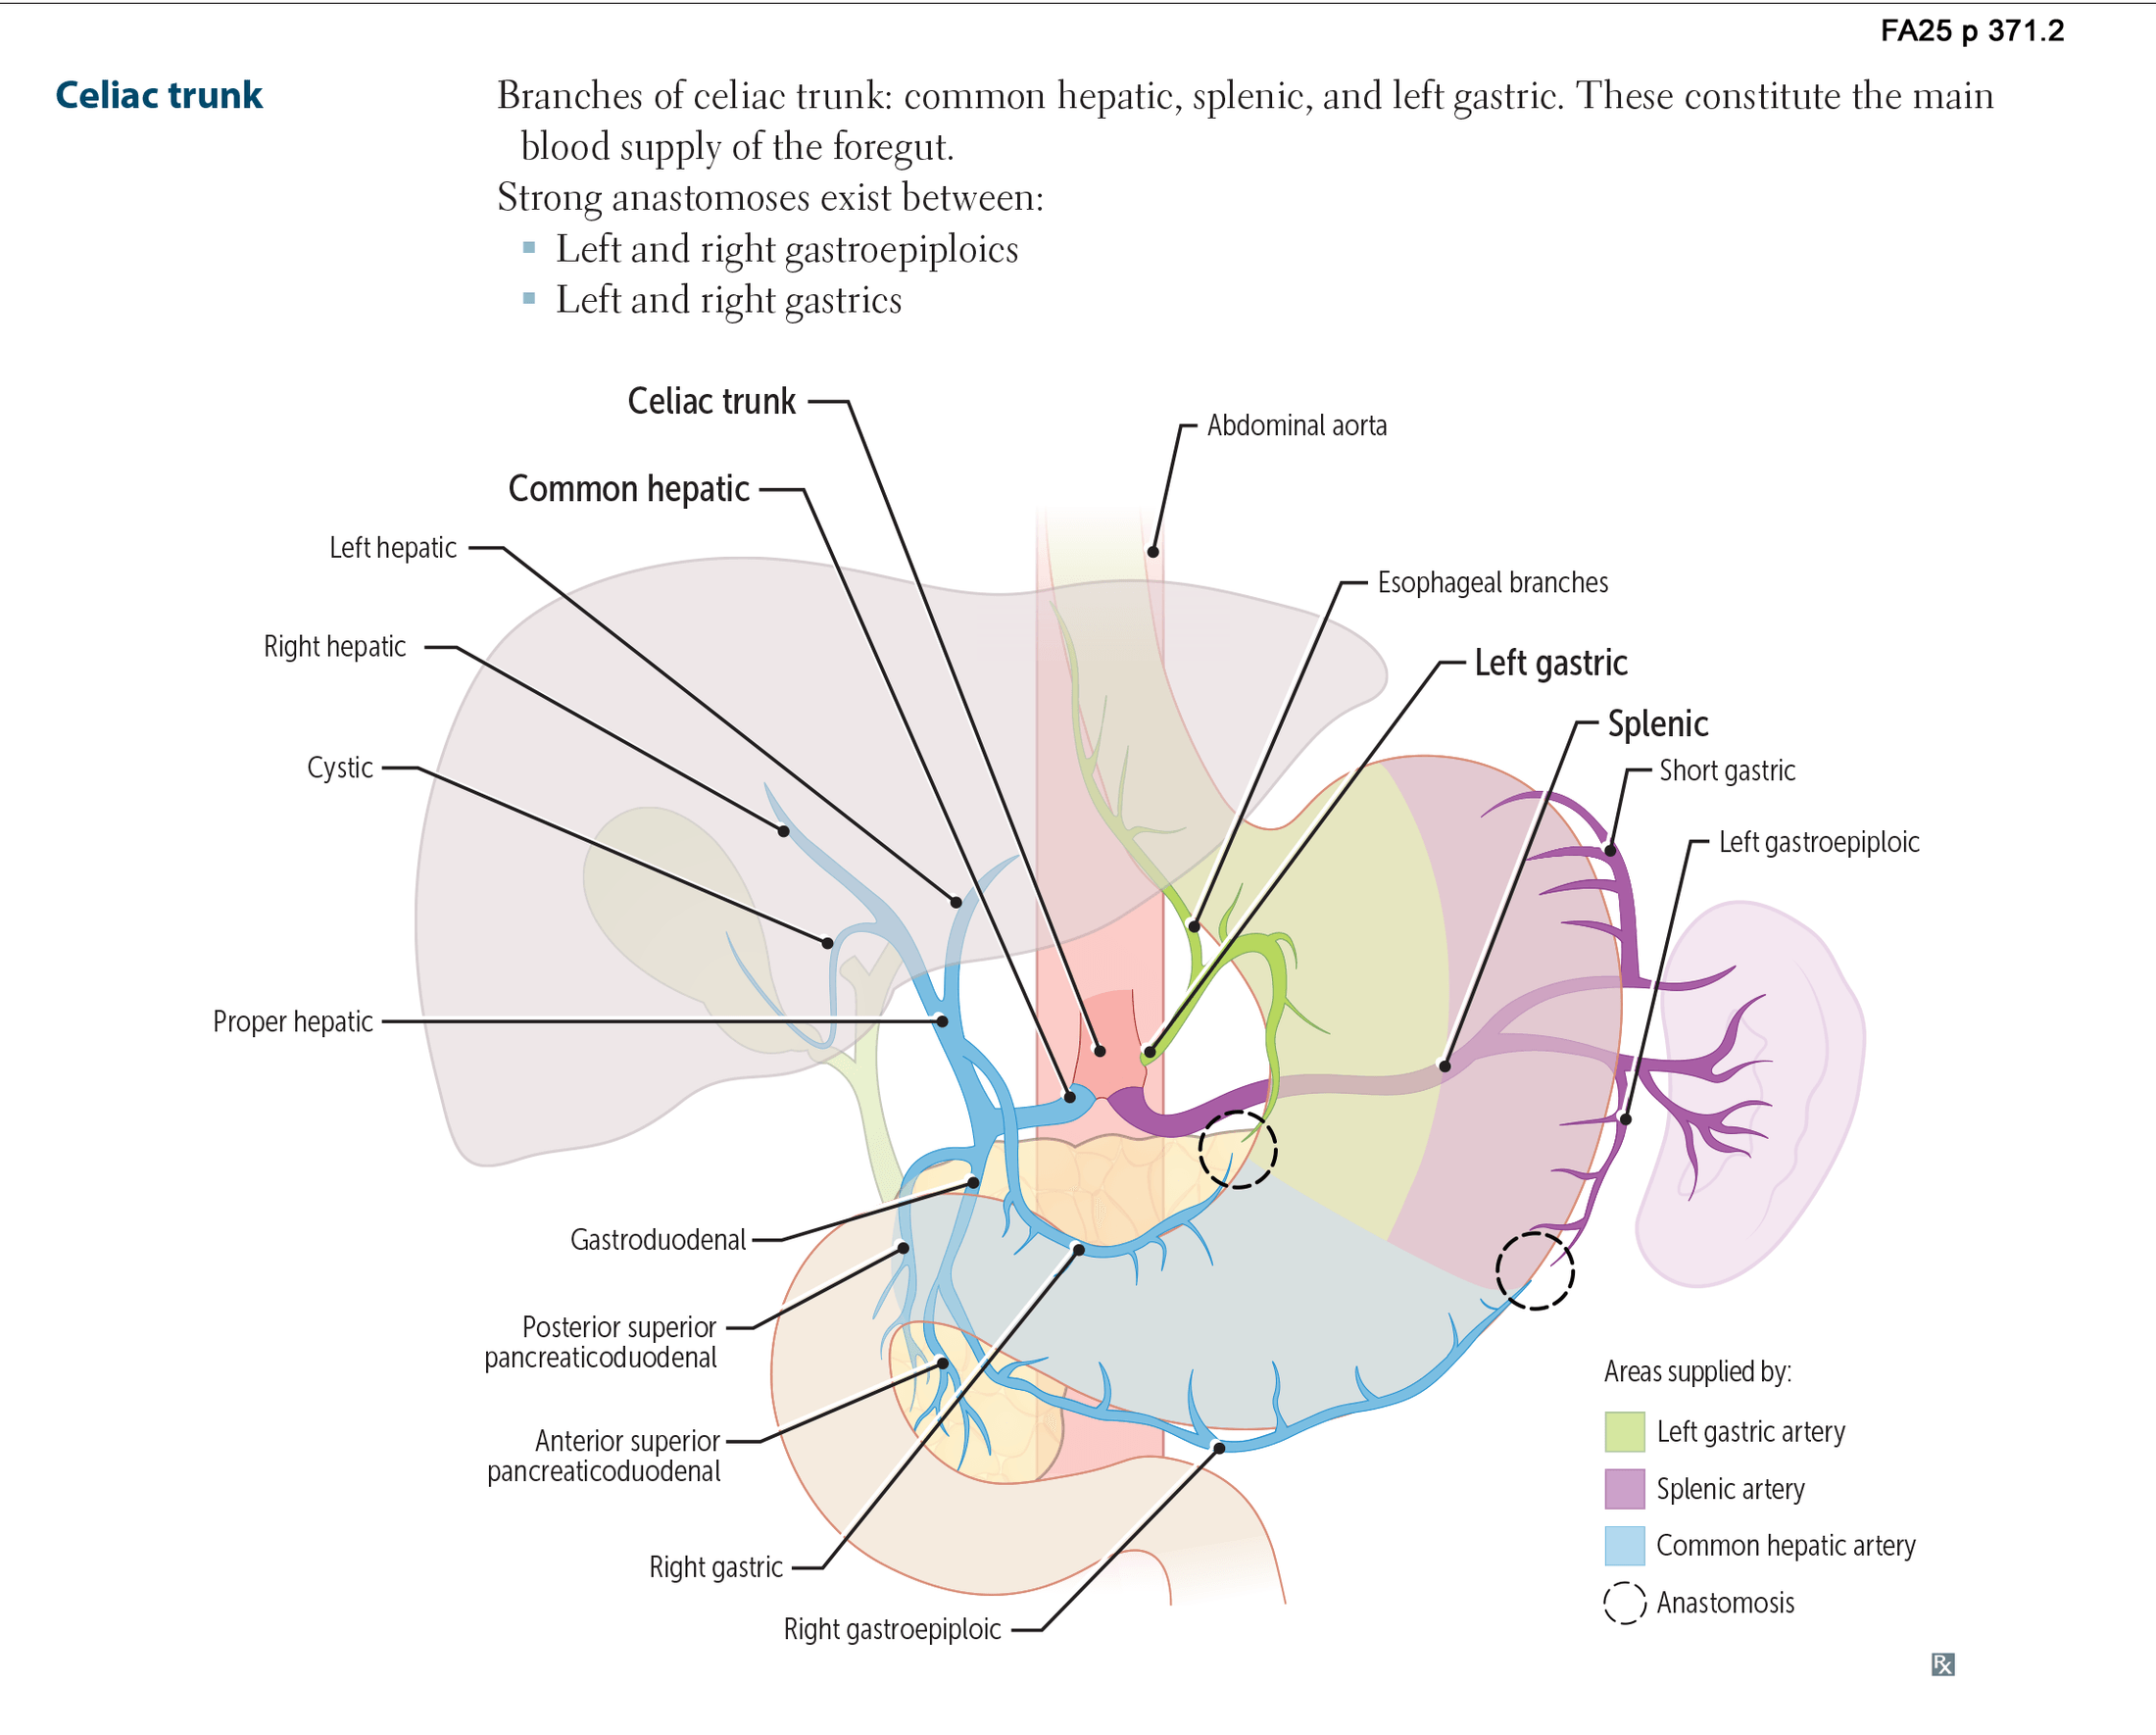 FA25 p 371.2
Celiac trunk
Branches of celiac trunk: common hepatic, splenic, and left gastric. These constitute the main
blood supply of the foregut.
Strong anastomoses exist between:
▪ Left and right gastroepiploics
▪ Left and right gastrics
Celiac trunk
Abdominal aorta
Common hepatic
Left hepatic
Esophageal branches
Right hepatic
Left gastric
Splenic
Cystic
Short gastric
Left gastroepiploic
Proper hepatic
Gastroduodenal
Posterior superior
pancreaticoduodenal
Anterior superior
pancreaticoduodenal
Right gastric
Right gastroepiploic
Areas supplied by:
Left gastric artery
Splenic artery
Common hepatic artery
Anastomosis
Rx